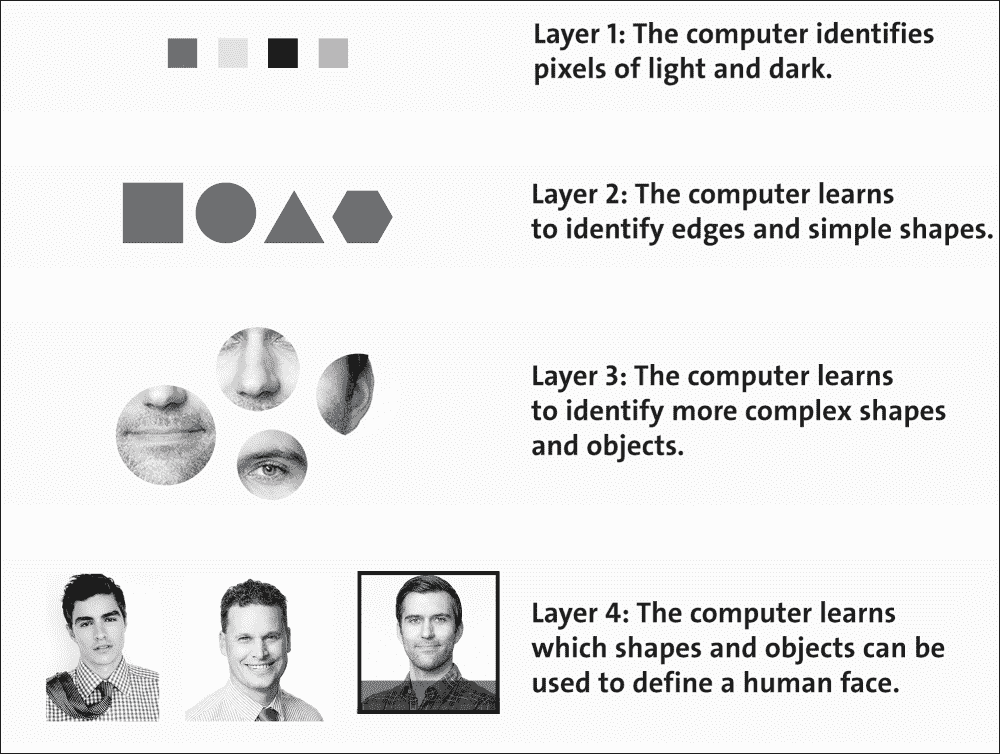 Layer 1: The computer identifies
pixels of light and dark.
Layer 2: The computer learns
to identify edges and simple shapes.
Layer 3: The computer learns
to identify more complex shapes
and objects.
Layer 4: The computer learns
which shapes and objects can be
used to define a human face.